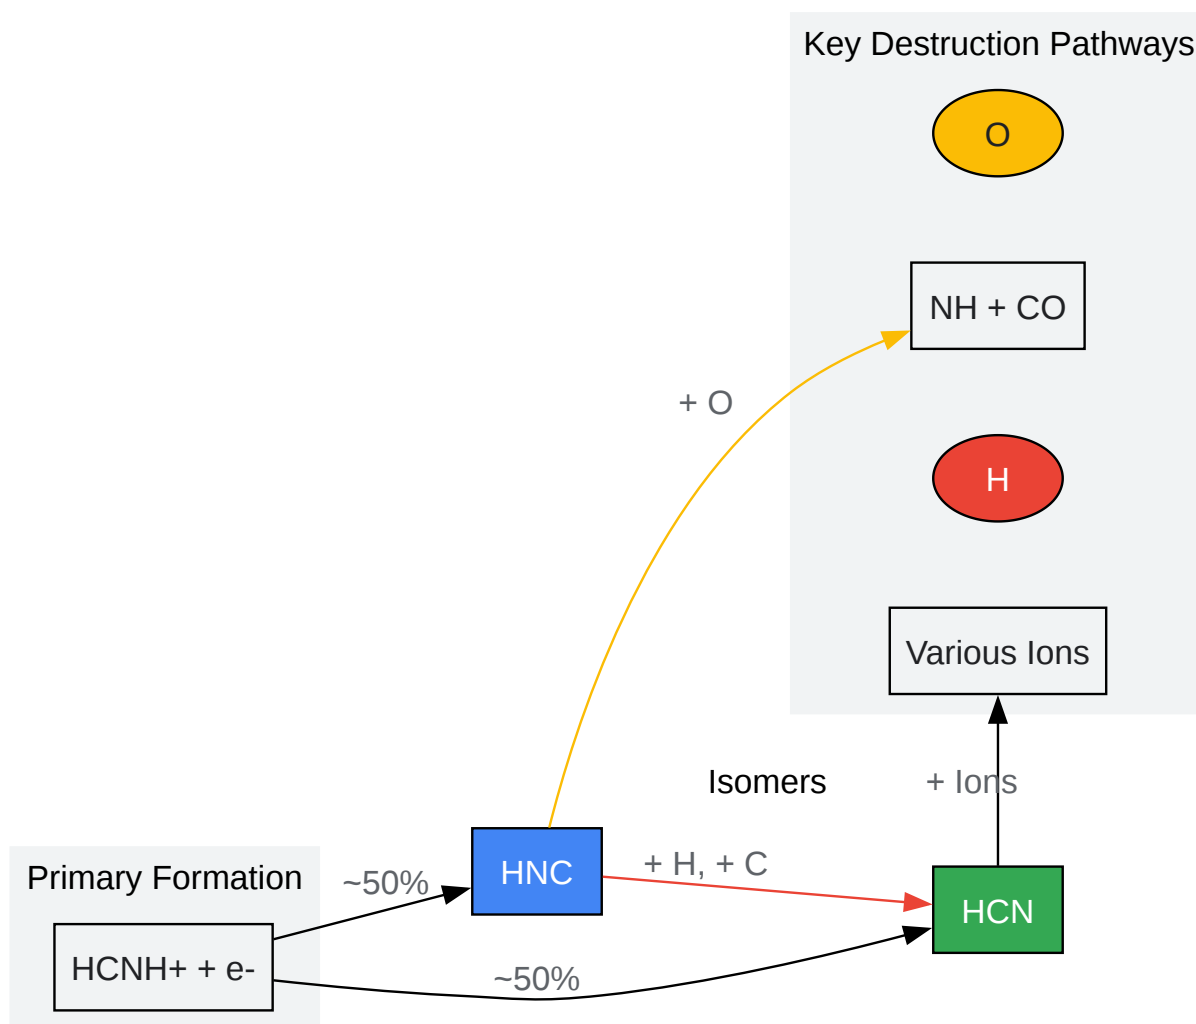 Key Destruction Pathways
O
NH + CO
+ O
H
Various Ions
Isomers
+ Ions
Primary Formation
~50%
HNC
+ H, + C
HCN
HCNH+ + e-
~50%